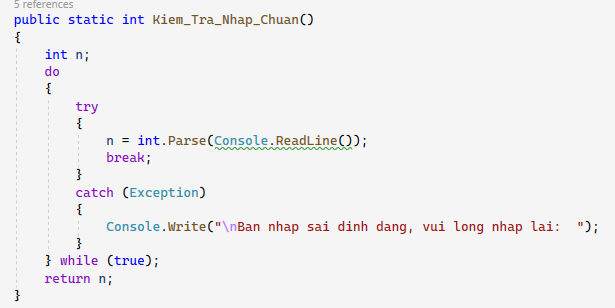 5 references
public static int Kiem_Tra_Nhap_Chuan()
{
int n;
do
{
try
{
n = int.Parse(Console.ReadLine());
break;
}
catch (Exception)
{
Console.Write("\nBan nhap sai dinh dang, vui long nhap lai:  ");
}
} while (true);
return n;
}